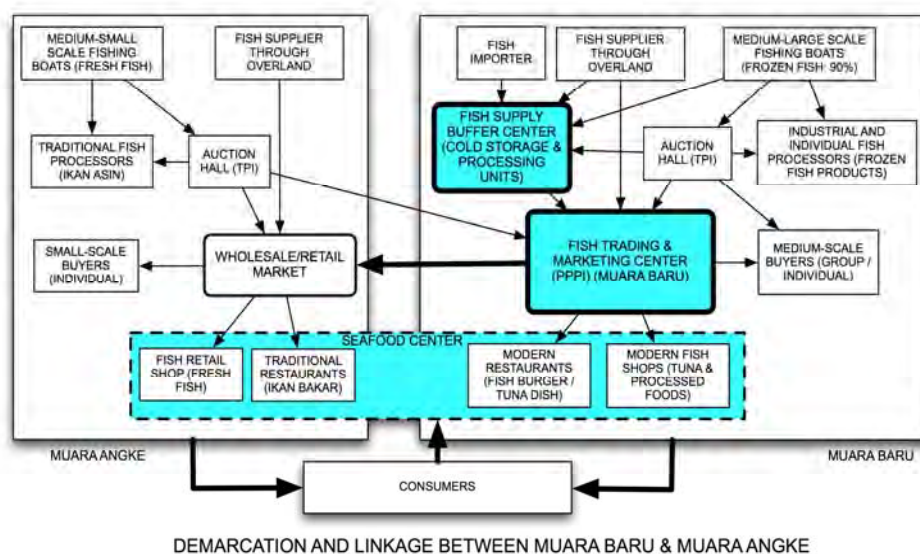 MEDIUM-SMALL
SCALE FISHING
BOATS (FRESH FISH)
FISH SUPPLIER
THROUGH
OVERLAND
TRADITIONAL FISH
PROCESSORS
(IKAN ASIN)
AUCTION
HALL (TPI)
SMALL-SCALE
BUYERS
(INDIVIDUAL)
WHOLESALE/RETAIL
MARKET
FISH
IMPORTER
FISH SUPPLIER
THROUGH
OVERLAND
MEDIUM-LARGE SCALE
FISHING BOATS
(FROZEN FISH: 90%)
FISH SUPPLY
BUFFER CENTER
(COLD STORAGE &
PROCESSING
UNITS)
AUCTION
HALL (TPI)
INDUSTRIAL AND
INDIVIDUAL FISH
PROCESSORS (FROZEN
FISH PRODUCTS)
FISH TRADING &
MARKETING CENTER
(PPPI) (MUARA BARU)
MEDIUM-SCALE
BUYERS (GROUP /
INDIVIDUAL)
SEAFOOD CENTER
FISH RETAIL
SHOP (FRESH
FISH)
TRADITIONAL
RESTAURANTS
(IKAN BAKAR)
MODERN
RESTAURANTS
(FISH BURGER /
TUNA DISH)
MODERN FISH
SHOPS (TUNA &
PROCESSED
FOODS)
MUARA ANGKE
MUARA BARU
CONSUMERS
DEMARCATION AND LINKAGE BETWEEN MUARA BARU & MUARA ANGKE